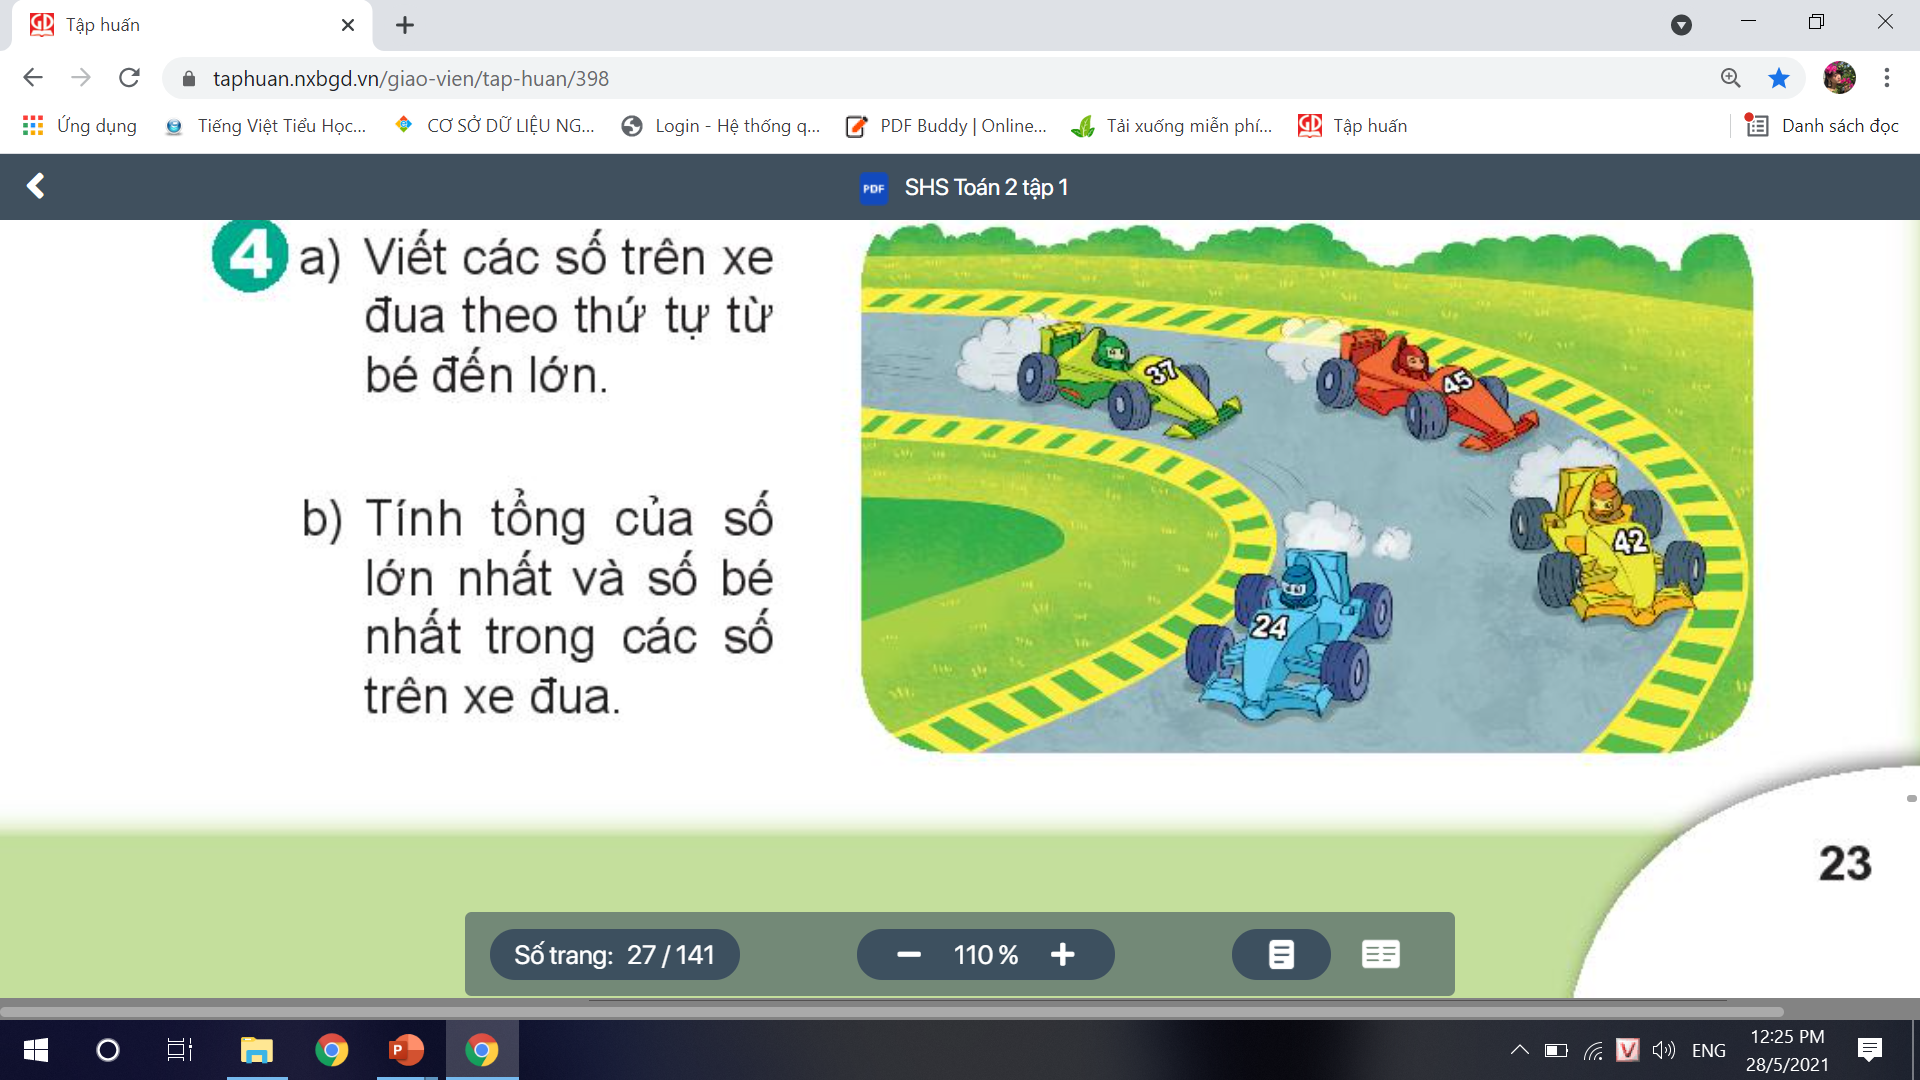 Tập huấn
taphuan.nxbgd.vn/giao-vien/tap-huan/398
Ứng dụng Tiếng Việt Tiểu Học... CƠ SỞ DỮ LIỆU NG... Login - Hệ thống q... PDF Buddy | Online... Tải xuống miễn phí... Tập huấn Danh sách đọc
PDF SHS Toán 2 tập 1
4 a) Viết các số trên xe
đua theo thứ tự từ
bé đến lớn.
b) Tính tổng của số
lớn nhất và số bé
nhất trong các số
trên xe đua.
37
45
42
24
23
Số trang: 27 / 141 110 %
12:25 PM
ENG
28/5/2021